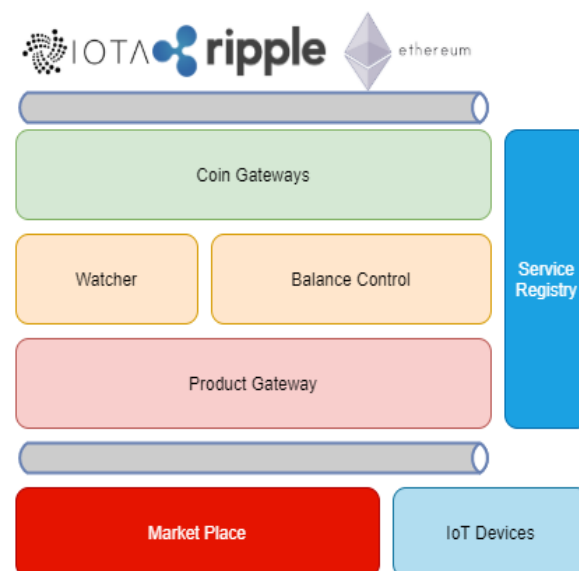 IOTA ripple ethereum
Coin Gateways
Watcher
Balance Control
Service
Registry
Product Gateway
Market Place
IoT Devices